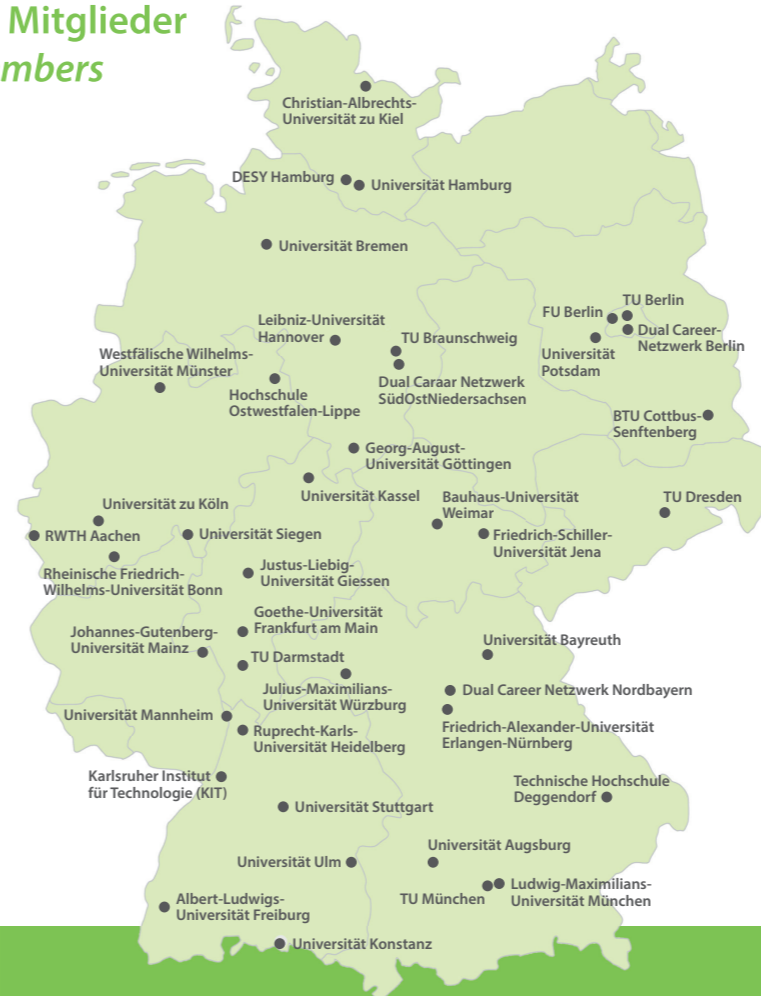 Mitglieder
mbers
Christian-Albrechts-
Universität zu Kiel
DESY Hamburg
Universität Hamburg
Universität Bremen
Leibniz-Universität
Hannover
TU Braunschweig
FU Berlin
TU Berlin
Dual Career-
Netzwerk Berlin
Universität
Potsdam
Westfälische Wilhelms-
Universität Münster
Hochschule
Ostwestfalen-Lippe
Dual Caraar Netzwerk
SüdOstNiedersachsen
BTU Cottbus-
Senftenberg
Georg-August-
Universität Göttingen
Universität Kassel
Bauhaus-Universität
Weimar
TU Dresden
Universität zu Köln
RWTH Aachen
Universität Siegen
Friedrich-Schiller-
Universität Jena
Rheinische Friedrich-
Wilhelms-Universität Bonn
Justus-Liebig-
Universität Giessen
Goethe-Universität
Frankfurt am Main
Johannes-Gutenberg-
Universität Mainz
TU Darmstadt
Universität Bayreuth
Julius-Maximilians-
Universität Würzburg
Dual Career Netzwerk Nordbayern
Universität Mannheim
Ruprecht-Karls-
Universität Heidelberg
Friedrich-Alexander-Universität
Erlangen-Nürnberg
Karlsruher Institut
für Technologie (KIT)
Technische Hochschule
Deggendorf
Universität Stuttgart
Universität Augsburg
Universität Ulm
TU München
Ludwig-Maximilians-
Universität München
Albert-Ludwigs-
Universität Freiburg
Universität Konstanz